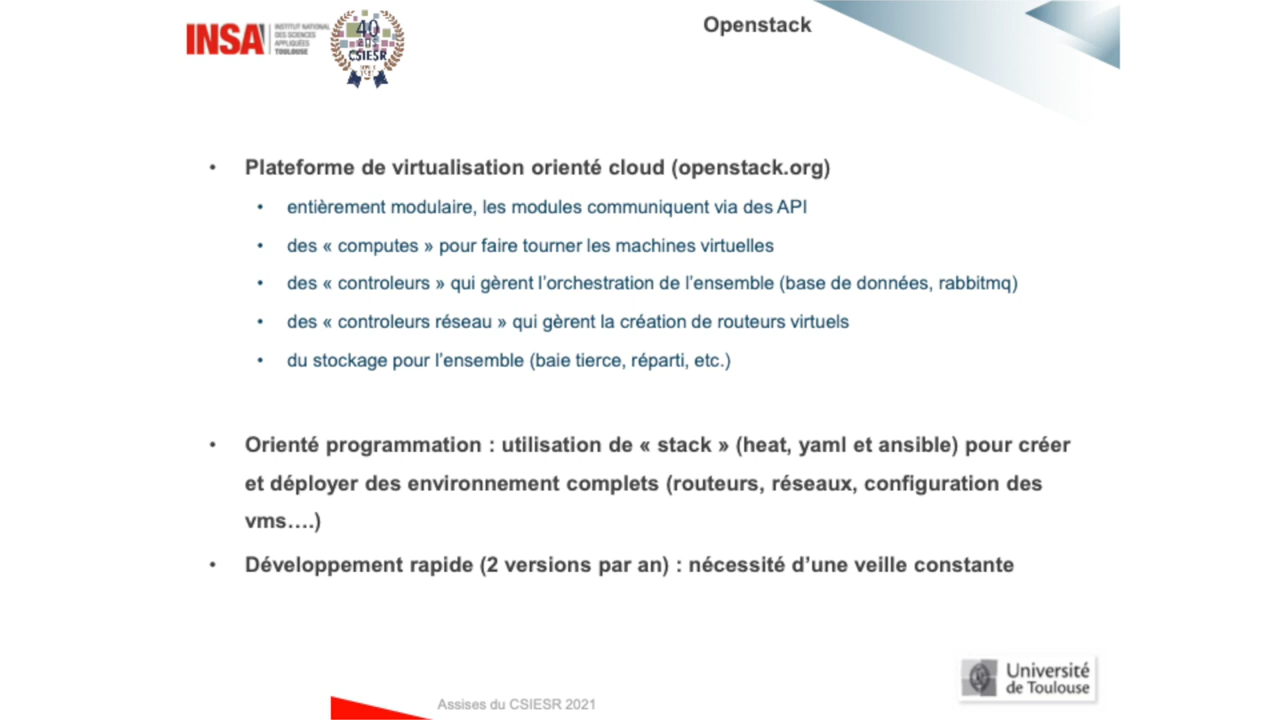 INSA
INSTITUT NATIONAL
DES SCIENCES
APPLIQUÉES
TOULOUSE
40
ans
CSIESR
Openstack
• Plateforme de virtualisation orienté cloud (openstack.org)
• entièrement modulaire, les modules communiquent via des API
• des « computes » pour faire tourner les machines virtuelles
• des « controleurs » qui gèrent l’orchestration de l’ensemble (base de données, rabbitmq)
• des « controleurs réseau » qui gèrent la création de routeurs virtuels
• du stockage pour l’ensemble (baie tierce, réparti, etc.)
• Orienté programmation : utilisation de « stack » (heat, yaml et ansible) pour créer
et déployer des environnement complets (routeurs, réseaux, configuration des
vms….)
• Développement rapide (2 versions par an) : nécessité d’une veille constante
Université
de Toulouse
Assises du CSIESR 2021